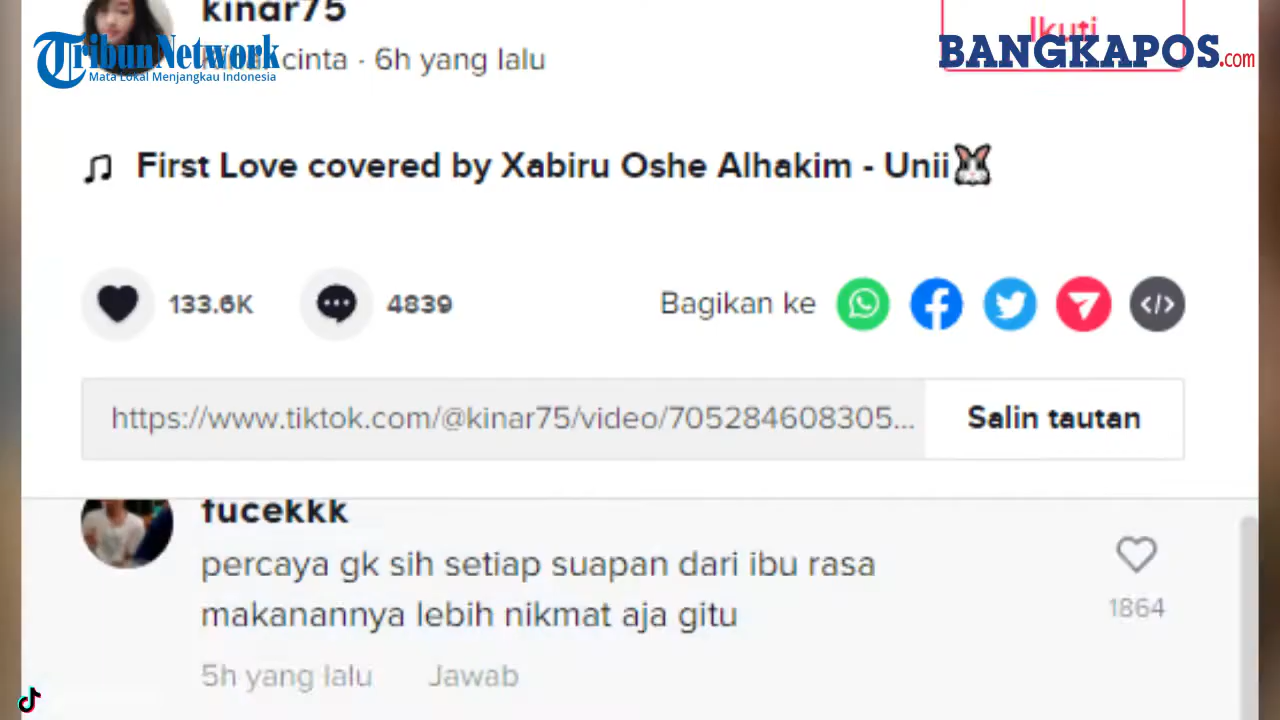 kinar75
Ikuti
TribunNetwork
Mata Lokal Menjangkau Indonesia
cinta · 6h yang lalu
BANGKAPOS.com
First Love covered by Xabiru Oshe Alhakim - Unii🐰
133.6K
4839
Bagikan ke
https://www.tiktok.com/@kinar75/video/705284608305...
Salin tautan
fucekkk
percaya gk sih setiap suapan dari ibu rasa
makanannya lebih nikmat aja gitu
1864
5h yang lalu
Jawab